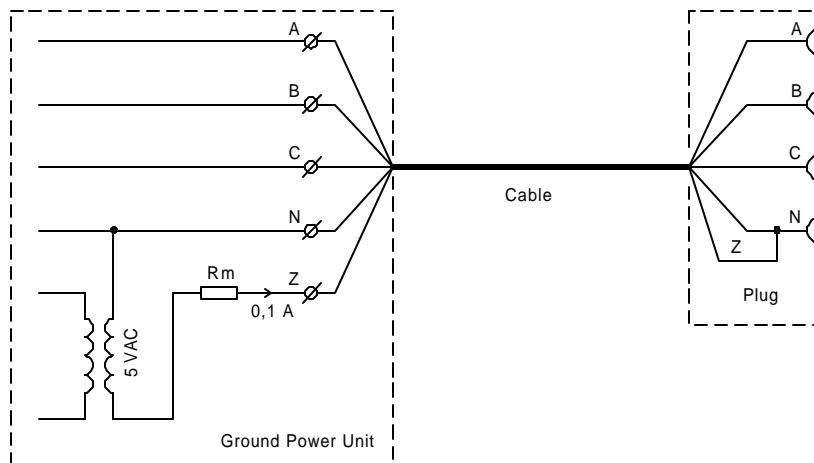 A
B
C
N
Z
Rm
0,1 A
5 VAC
Ground Power Unit
Cable
A
B
C
N
Z
Plug